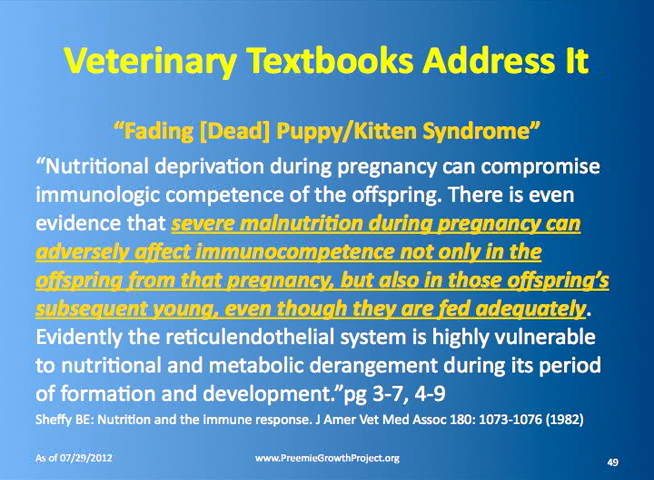 Veterinary Textbooks Address It
“Fading [Dead] Puppy/Kitten Syndrome”
“Nutritional deprivation during pregnancy can compromise
immunologic competence of the offspring. There is even
evidence that severe malnutrition during pregnancy can
adversely affect immunocompetence not only in the
offspring from that pregnancy, but also in those offspring’s
subsequent young, even though they are fed adequately.
Evidently the reticulendothelial system is highly vulnerable
to nutritional and metabolic derangement during its period
of formation and development.”pg 3-7, 4-9
Sheffy BE: Nutrition and the immune response. J Amer Vet Med Assoc 180: 1073-1076 (1982)
As of 07/29/2012
www.PreemieGrowthProject.org
49